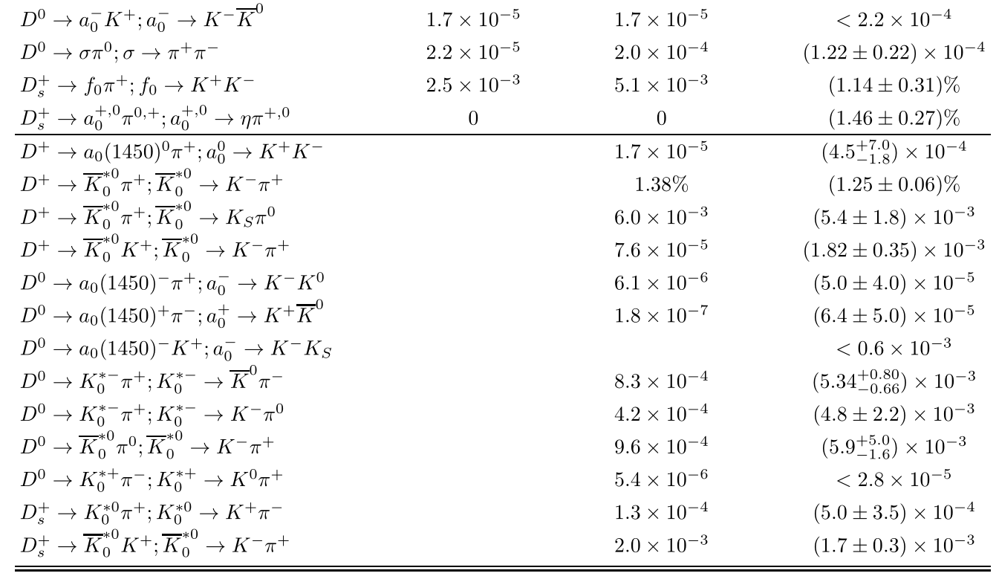 $D^0 \to a_0^- K^+; a_0^- \to K^- \overline{K}^0$ $1.7 \times 10^{-5}$ $1.7 \times 10^{-5}$ $< 2.2 \times 10^{-4}$
$D^0 \to \sigma \pi^0; \sigma \to \pi^+ \pi^-$ $2.2 \times 10^{-5}$ $2.0 \times 10^{-4}$ $(1.22 \pm 0.22) \times 10^{-4}$
$D_s^+ \to f_0 \pi^+; f_0 \to K^+ K^-$ $2.5 \times 10^{-3}$ $5.1 \times 10^{-3}$ $(1.14 \pm 0.31)\%$
$D_s^+ \to a_0^{+,0} \pi^{0,+}; a_0^{+,0} \to \eta \pi^{+,0}$ $0$ $0$ $(1.46 \pm 0.27)\%$
$D^+ \to a_0(1450)^0 \pi^+; a_0^0 \to K^+ K^-$ $1.7 \times 10^{-5}$ $(4.5^{+7.0}_{-1.8}) \times 10^{-4}$
$D^+ \to \overline{K}_0^{*0} \pi^+; \overline{K}_0^{*0} \to K^- \pi^+$ $1.38\%$ $(1.25 \pm 0.06)\%$
$D^+ \to \overline{K}_0^{*0} \pi^+; \overline{K}_0^{*0} \to K_S \pi^0$ $6.0 \times 10^{-3}$ $(5.4 \pm 1.8) \times 10^{-3}$
$D^+ \to \overline{K}_0^{*0} K^+; \overline{K}_0^{*0} \to K^- \pi^+$ $7.6 \times 10^{-5}$ $(1.82 \pm 0.35) \times 10^{-3}$
$D^0 \to a_0(1450)^- \pi^+; a_0^- \to K^- K^0$ $6.1 \times 10^{-6}$ $(5.0 \pm 4.0) \times 10^{-5}$
$D^0 \to a_0(1450)^+ \pi^-; a_0^+ \to K^+ \overline{K}^0$ $1.8 \times 10^{-7}$ $(6.4 \pm 5.0) \times 10^{-5}$
$D^0 \to a_0(1450)^- K^+; a_0^- \to K^- K_S$ $< 0.6 \times 10^{-3}$
$D^0 \to K_0^{*-} \pi^+; K_0^{*-} \to \overline{K}^0 \pi^-$ $8.3 \times 10^{-4}$ $(5.34^{+0.80}_{-0.66}) \times 10^{-3}$
$D^0 \to K_0^{*-} \pi^+; K_0^{*-} \to K^- \pi^0$ $4.2 \times 10^{-4}$ $(4.8 \pm 2.2) \times 10^{-3}$
$D^0 \to \overline{K}_0^{*0} \pi^0; \overline{K}_0^{*0} \to K^- \pi^+$ $9.6 \times 10^{-4}$ $(5.9^{+5.0}_{-1.6}) \times 10^{-3}$
$D^0 \to K_0^{*+} \pi^-; K_0^{*+} \to K^0 \pi^+$ $5.4 \times 10^{-6}$ $< 2.8 \times 10^{-5}$
$D_s^+ \to K_0^{*0} \pi^+; K_0^{*0} \to K^+ \pi^-$ $1.3 \times 10^{-4}$ $(5.0 \pm 3.5) \times 10^{-4}$
$D_s^+ \to \overline{K}_0^{*0} K^+; \overline{K}_0^{*0} \to K^- \pi^+$ $2.0 \times 10^{-3}$ $(1.7 \pm 0.3) \times 10^{-3}$